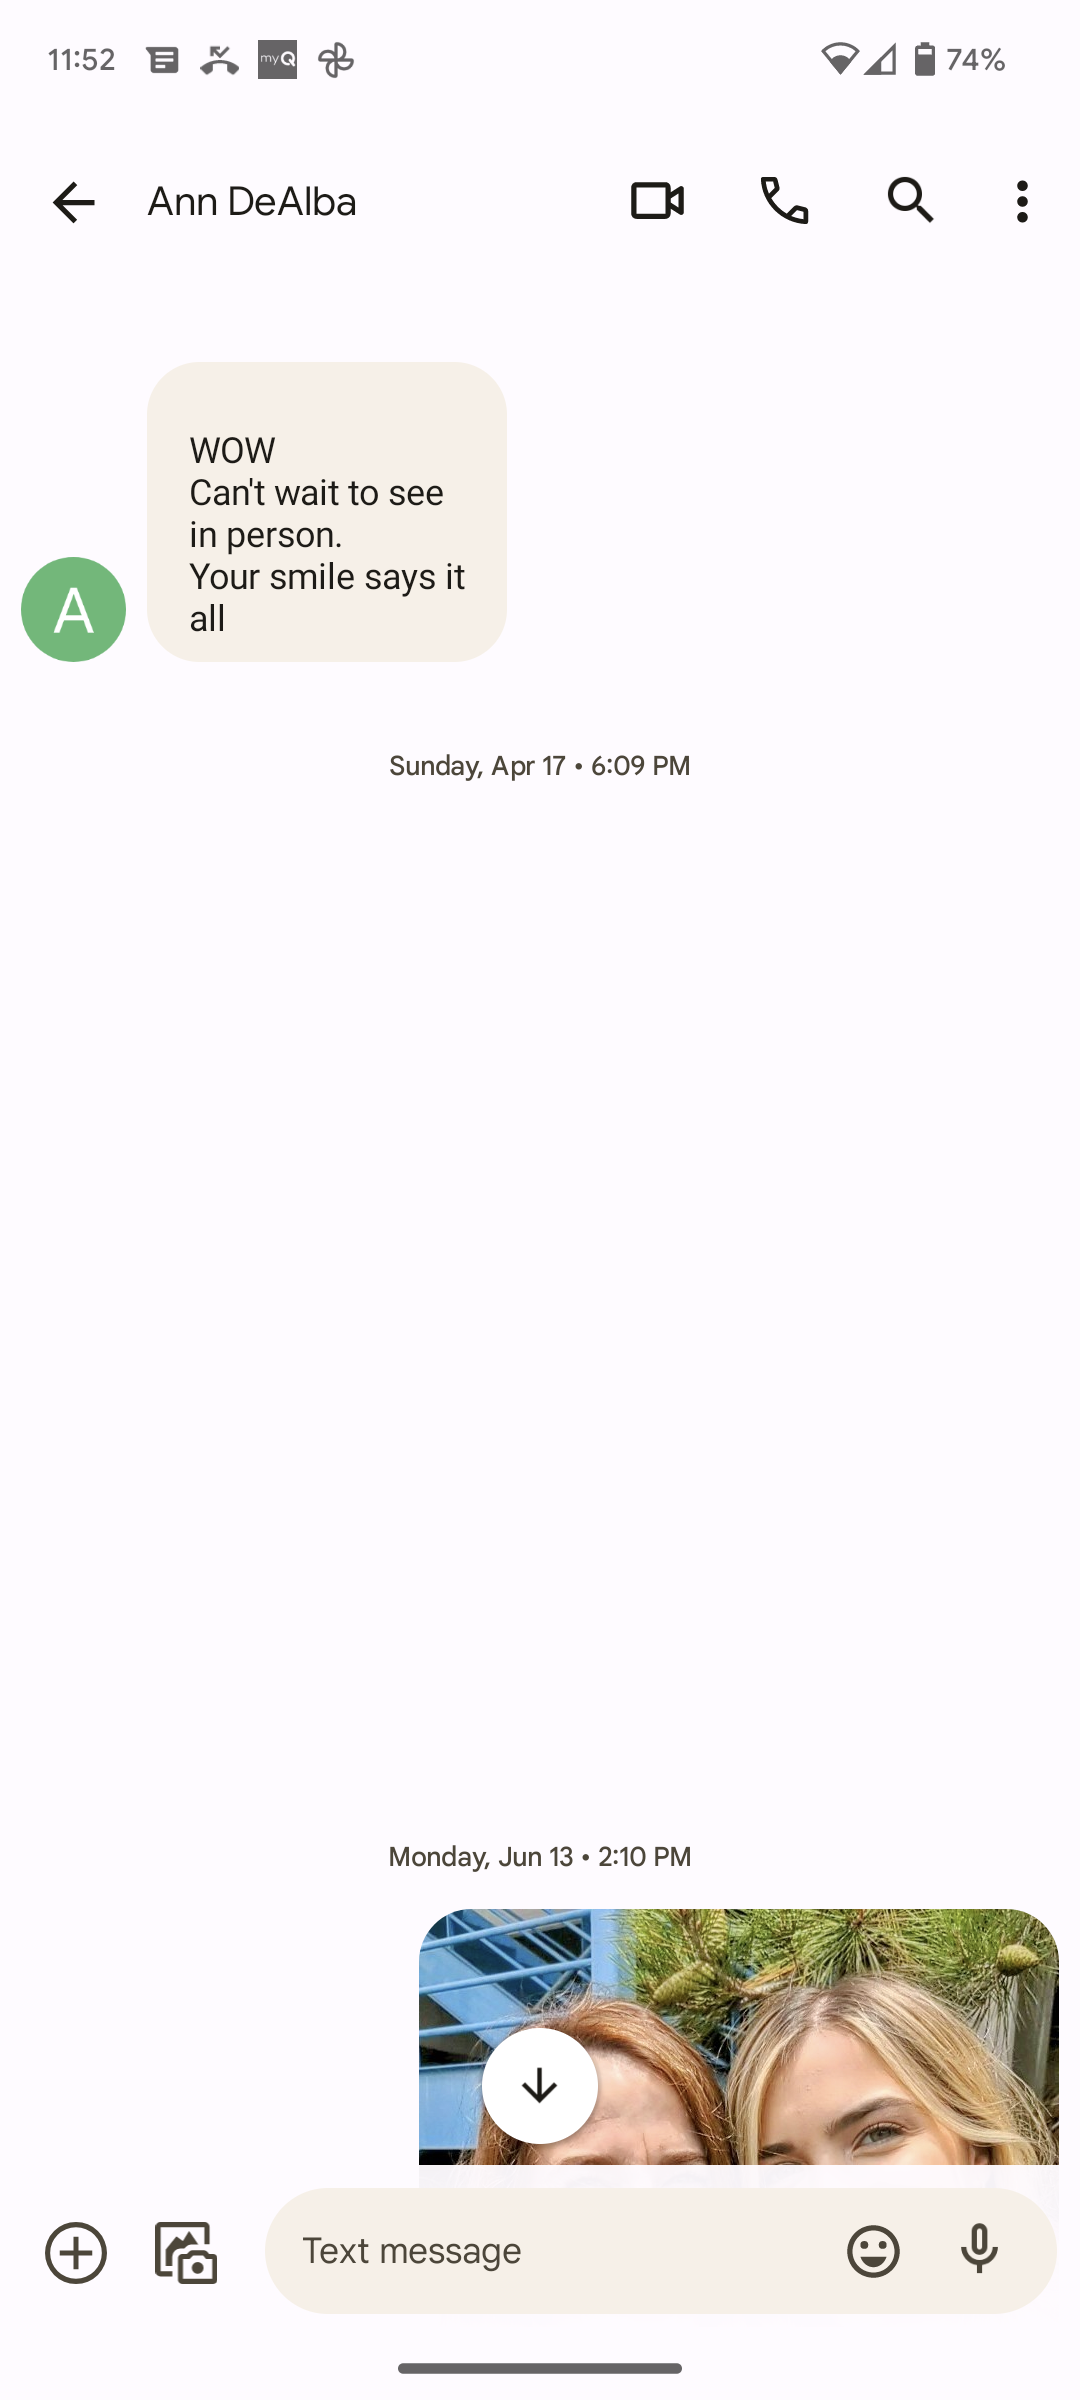 11:52 myQ 74%
Ann DeAlba
WOW
Can't wait to see
in person.
Your smile says it
all
A
Sunday, Apr 17 • 6:09 PM
Monday, Jun 13 • 2:10 PM
Text message